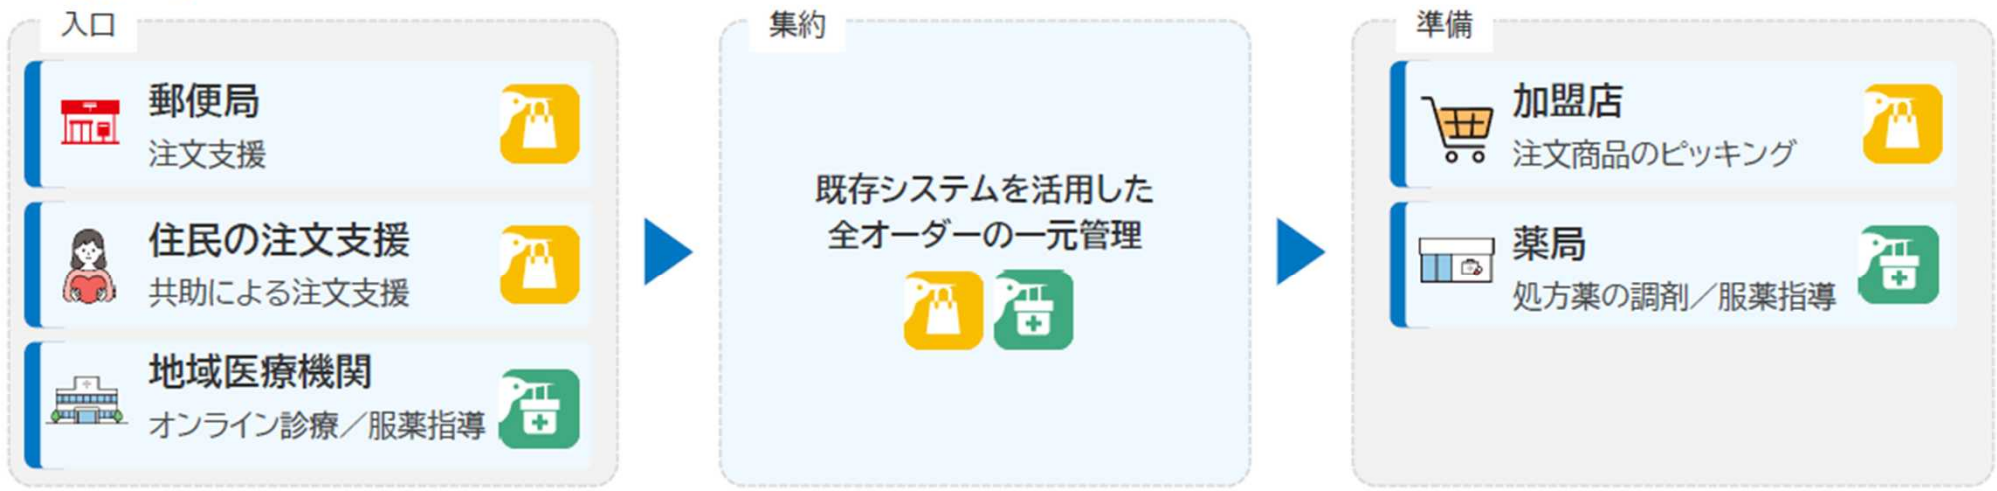 入口
郵便局
注文支援
住民の注文支援
共助による注文支援
地域医療機関
オンライン診療／服薬指導
集約
既存システムを活用した
全オーダーの一元管理
準備
加盟店
注文商品のピッキング
薬局
処方薬の調剤／服薬指導